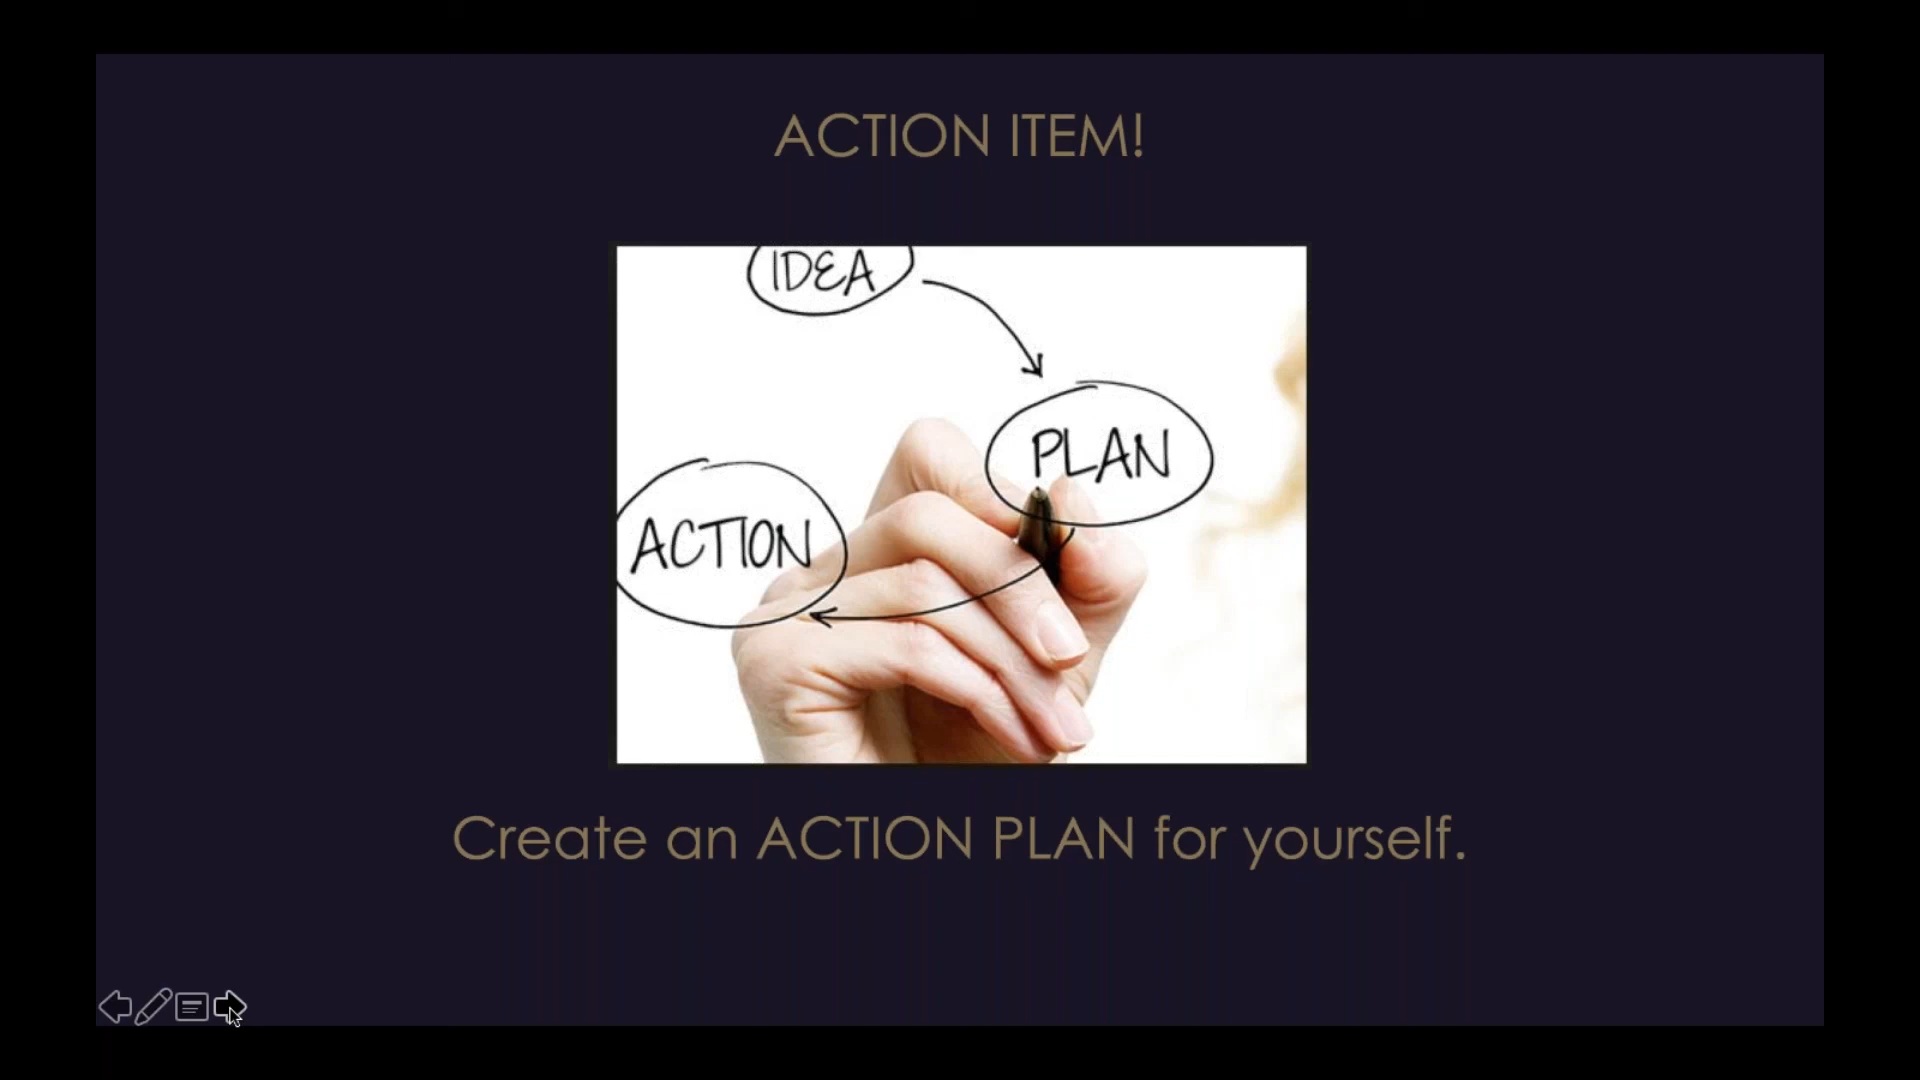 ACTION ITEM!
IDEA
PLAN
ACTION
Create an ACTION PLAN for yourself.